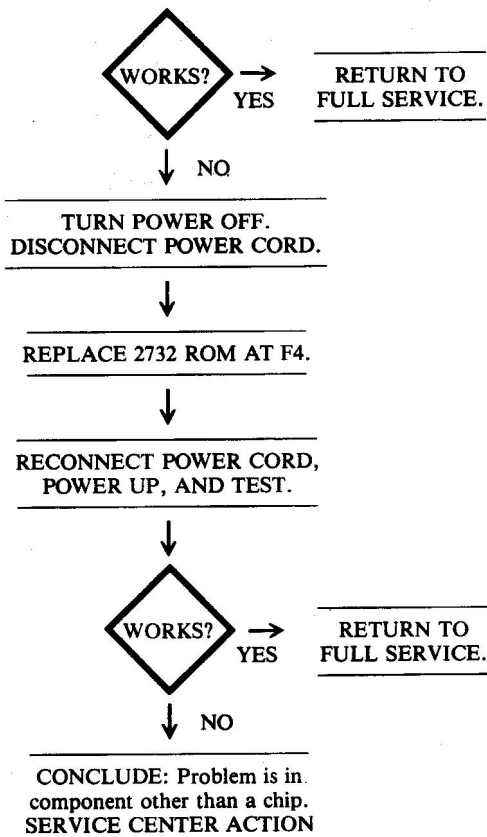 WORKS?
YES
RETURN TO
FULL SERVICE.
NO
TURN POWER OFF.
DISCONNECT POWER CORD.
REPLACE 2732 ROM AT F4.
RECONNECT POWER CORD,
POWER UP, AND TEST.
WORKS?
YES
RETURN TO
FULL SERVICE.
NO
CONCLUDE: Problem is in
component other than a chip.
SERVICE CENTER ACTION